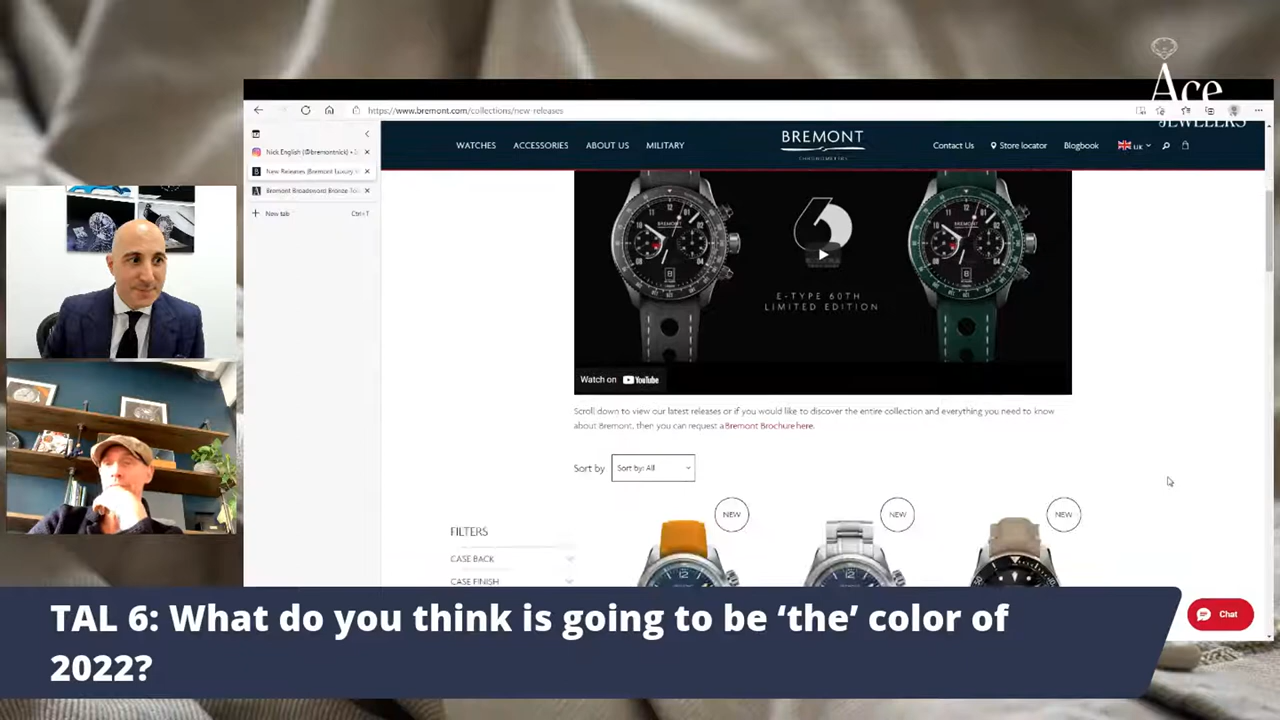 Ace
JEWELERS
https://www.bremont.com/collections/new-releases
Nick English (@bremontnick) •
New Releases |Bremont Luxury
Bremont Broadsword Bronze
New tab
Ctrl+T
WATCHES
ACCESSORIES
ABOUT US
MILITARY
BREMONT
CHRONOMETERS
Contact Us
Store locator
UK
Blogbook
E-TYPE 60TH
LIMITED EDITION
Watch on YouTube
Scroll down to view our latest releases or if you would like to discover the entire collection and everything you need to know
about Bremont, then you can request a Bremont Brochure here.
Sort by
Sort by: All
NEW
NEW
NEW
FILTERS
CASE BACK
CASE FINISH
Chat
TAL 6: What do you think is going to be ‘the’ color of
2022?